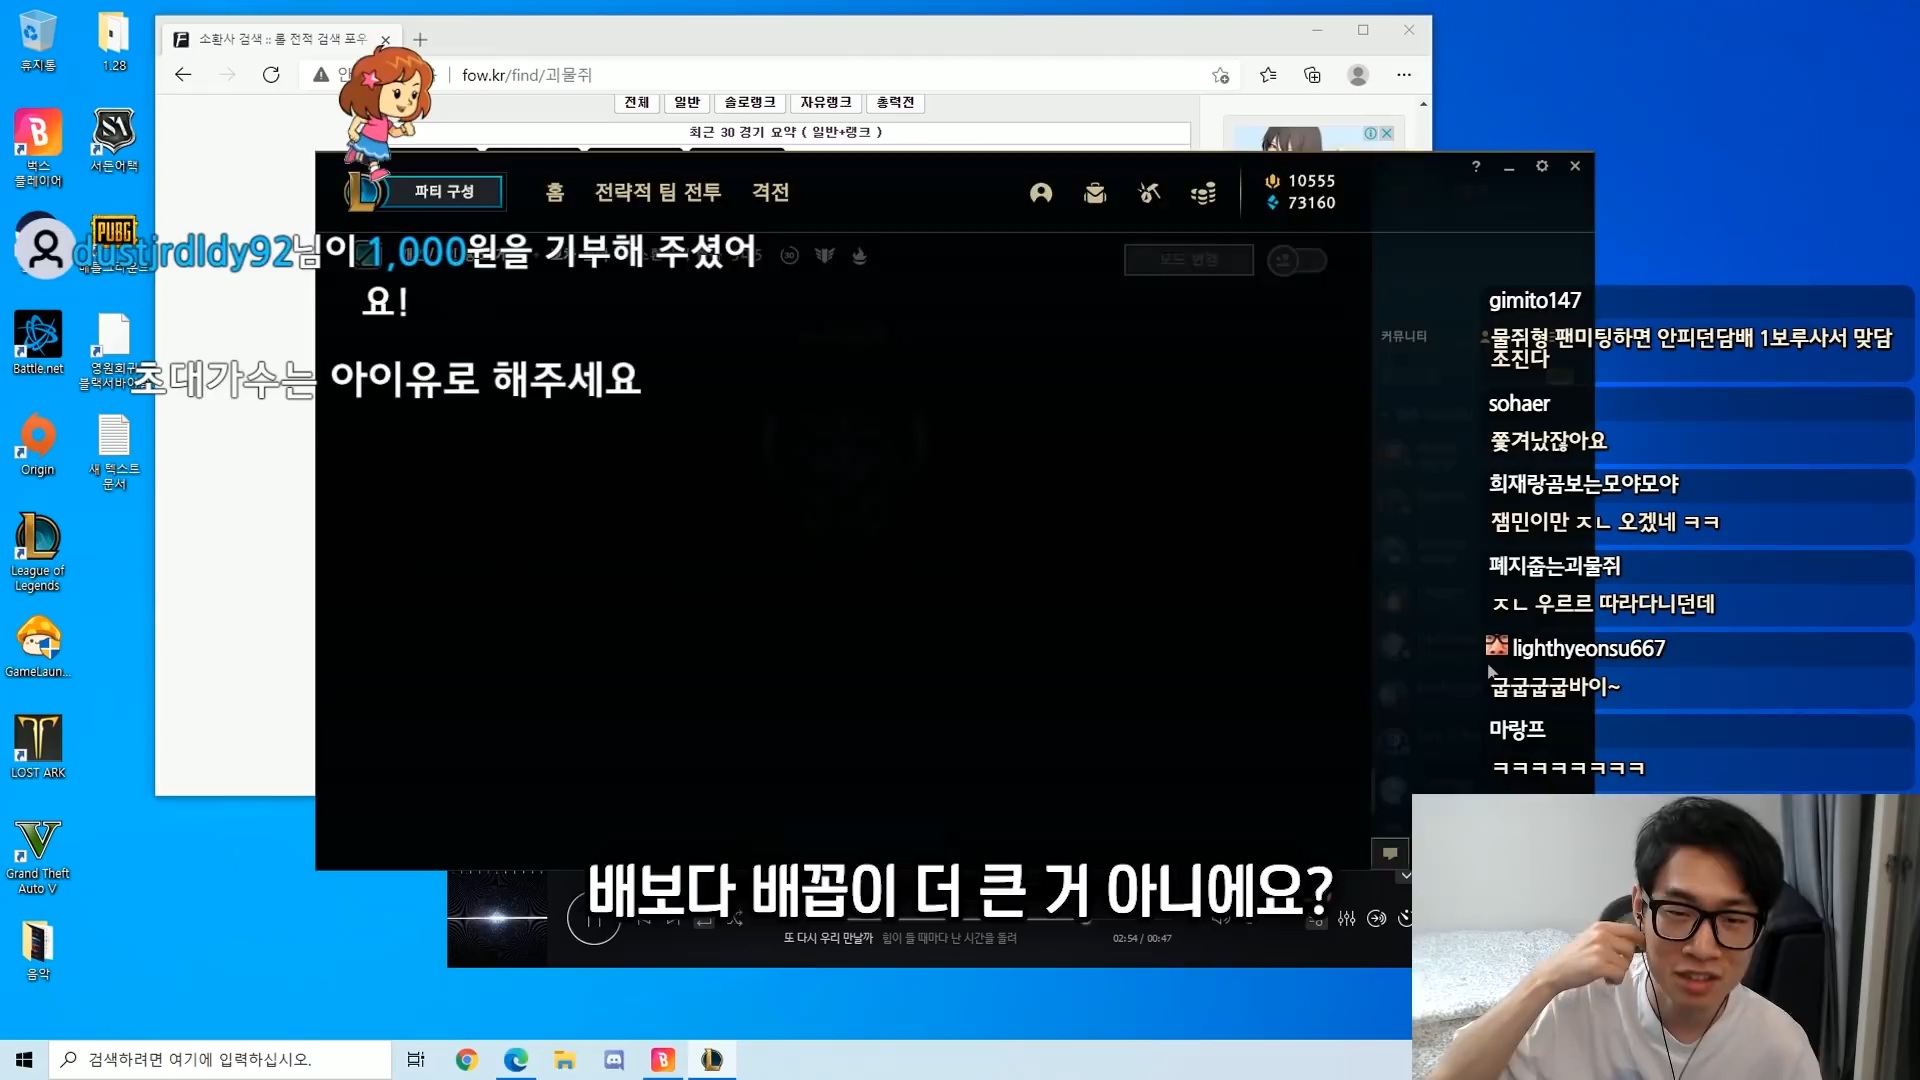 휴지통
1.28
벅스
플레이어
서든어택
Battle.net
영원회귀
Origin
새 텍스트
문서
League of
Legends
GameLaun...
LOST ARK
Grand Theft
Auto V
음악
소환사 검색 :: 롤 전적 검색 포우
fow.kr/find/괴물쥐
전체 일반 솔로랭크 자유랭크 총력전
최근 30 경기 요약 ( 일반+랭크 )
파티 구성 홈 전략적 팀 전투 격전
10555
73160
님이 1,000원을 기부해 주셨어
요!
초대가수는 아이유로 해주세요
모드 변경
커뮤니티
gimito147
물쥐형 팬미팅하면 안피던담배 1보루사서 맞담
조진다
sohaer
쫓겨났잖아요
희재랑곰보는모야모야
잼민이만 ㅈㄴ 오겠네 ㅋㅋ
폐지줍는괴물쥐
ㅈㄴ 우르르 따라다니던데
lighthyeonsu667
굽굽굽굽바이~
마랑프
ㅋㅋㅋㅋㅋㅋㅋㅋ
배보다 배꼽이 더 큰 거 아니에요?
또 다시 우리 만날까 힘이 들 때마다 난 시간을 돌려
02:54 / 00:47
검색하려면 여기에 입력하십시오.